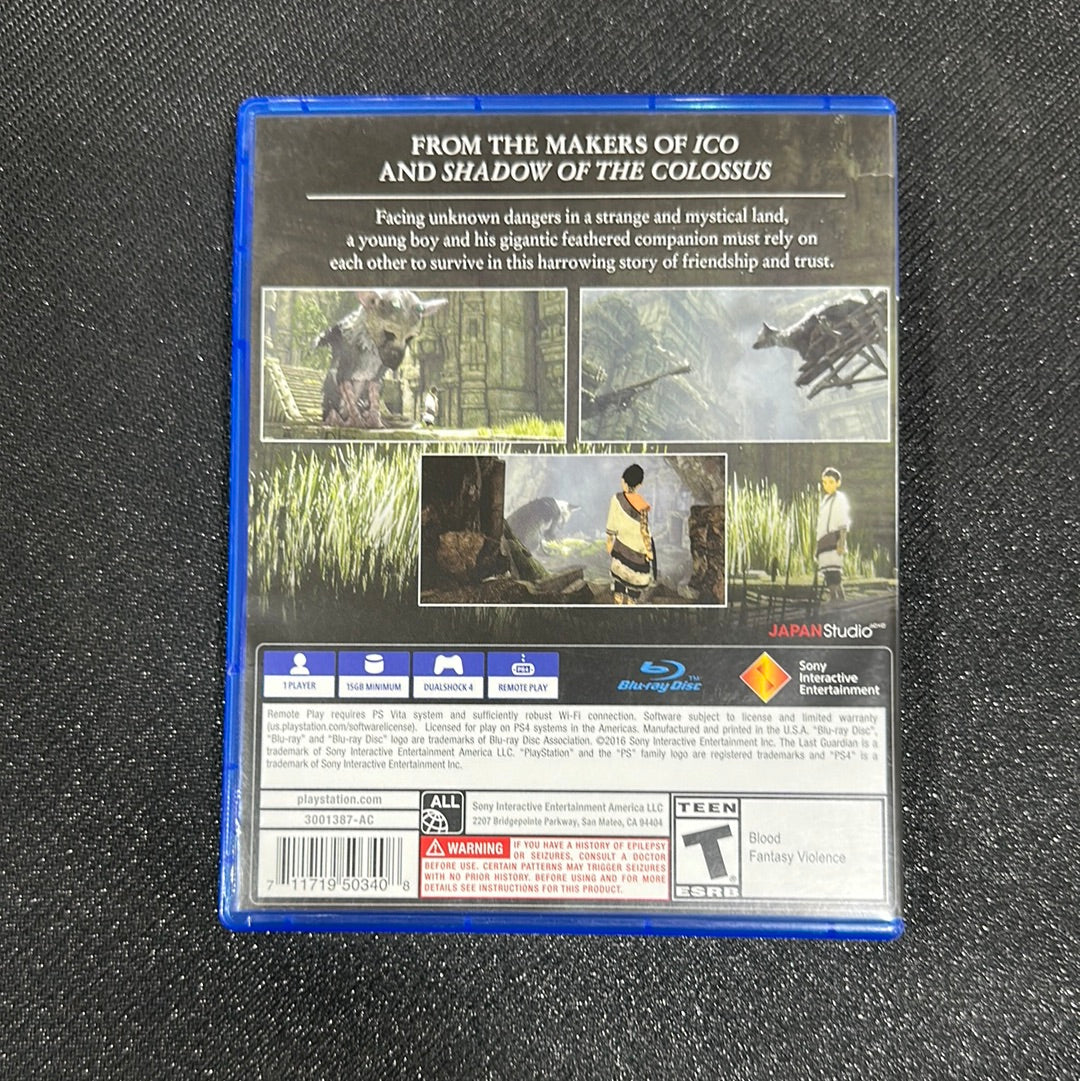 FROM THE MAKERS OF ICO
AND SHADOW OF THE COLOSSUS
Facing unknown dangers in a strange and mystical land,
a young boy and his gigantic feathered companion must rely on
each other to survive in this harrowing story of friendship and trust.
JAPANStudio
1 PLAYER
15GB MINIMUM
DUALSHOCK 4
PS4
REMOTE PLAY
Blu-ray Disc™
Sony
Interactive
Entertainment
Remote Play requires PS Vita system and sufficiently robust Wi-Fi connection. Software subject to license and limited warranty
(us.playstation.com/softwarelicense). Licensed for play on PS4 systems in the Americas. Manufactured and printed in the U.S.A. "Blu-ray Disc",
"Blu-ray" and "Blu-ray Disc" logo are trademarks of Blu-ray Disc Association. ©2016 Sony Interactive Entertainment Inc. The Last Guardian is a
trademark of Sony Interactive Entertainment America LLC. "PlayStation" and the "PS" family logo are registered trademarks and "PS4" is a
trademark of Sony Interactive Entertainment Inc.
playstation.com
3001387-AC
7 11719 50340 8
ALL
Sony Interactive Entertainment America LLC
2207 Bridgepointe Parkway, San Mateo, CA 94404
WARNING IF YOU HAVE A HISTORY OF EPILEPSY
OR SEIZURES, CONSULT A DOCTOR
BEFORE USE. CERTAIN PATTERNS MAY TRIGGER SEIZURES
WITH NO PRIOR HISTORY. BEFORE USING AND FOR MORE
DETAILS SEE INSTRUCTIONS FOR THIS PRODUCT.
TEEN
T
ESRB
Blood
Fantasy Violence